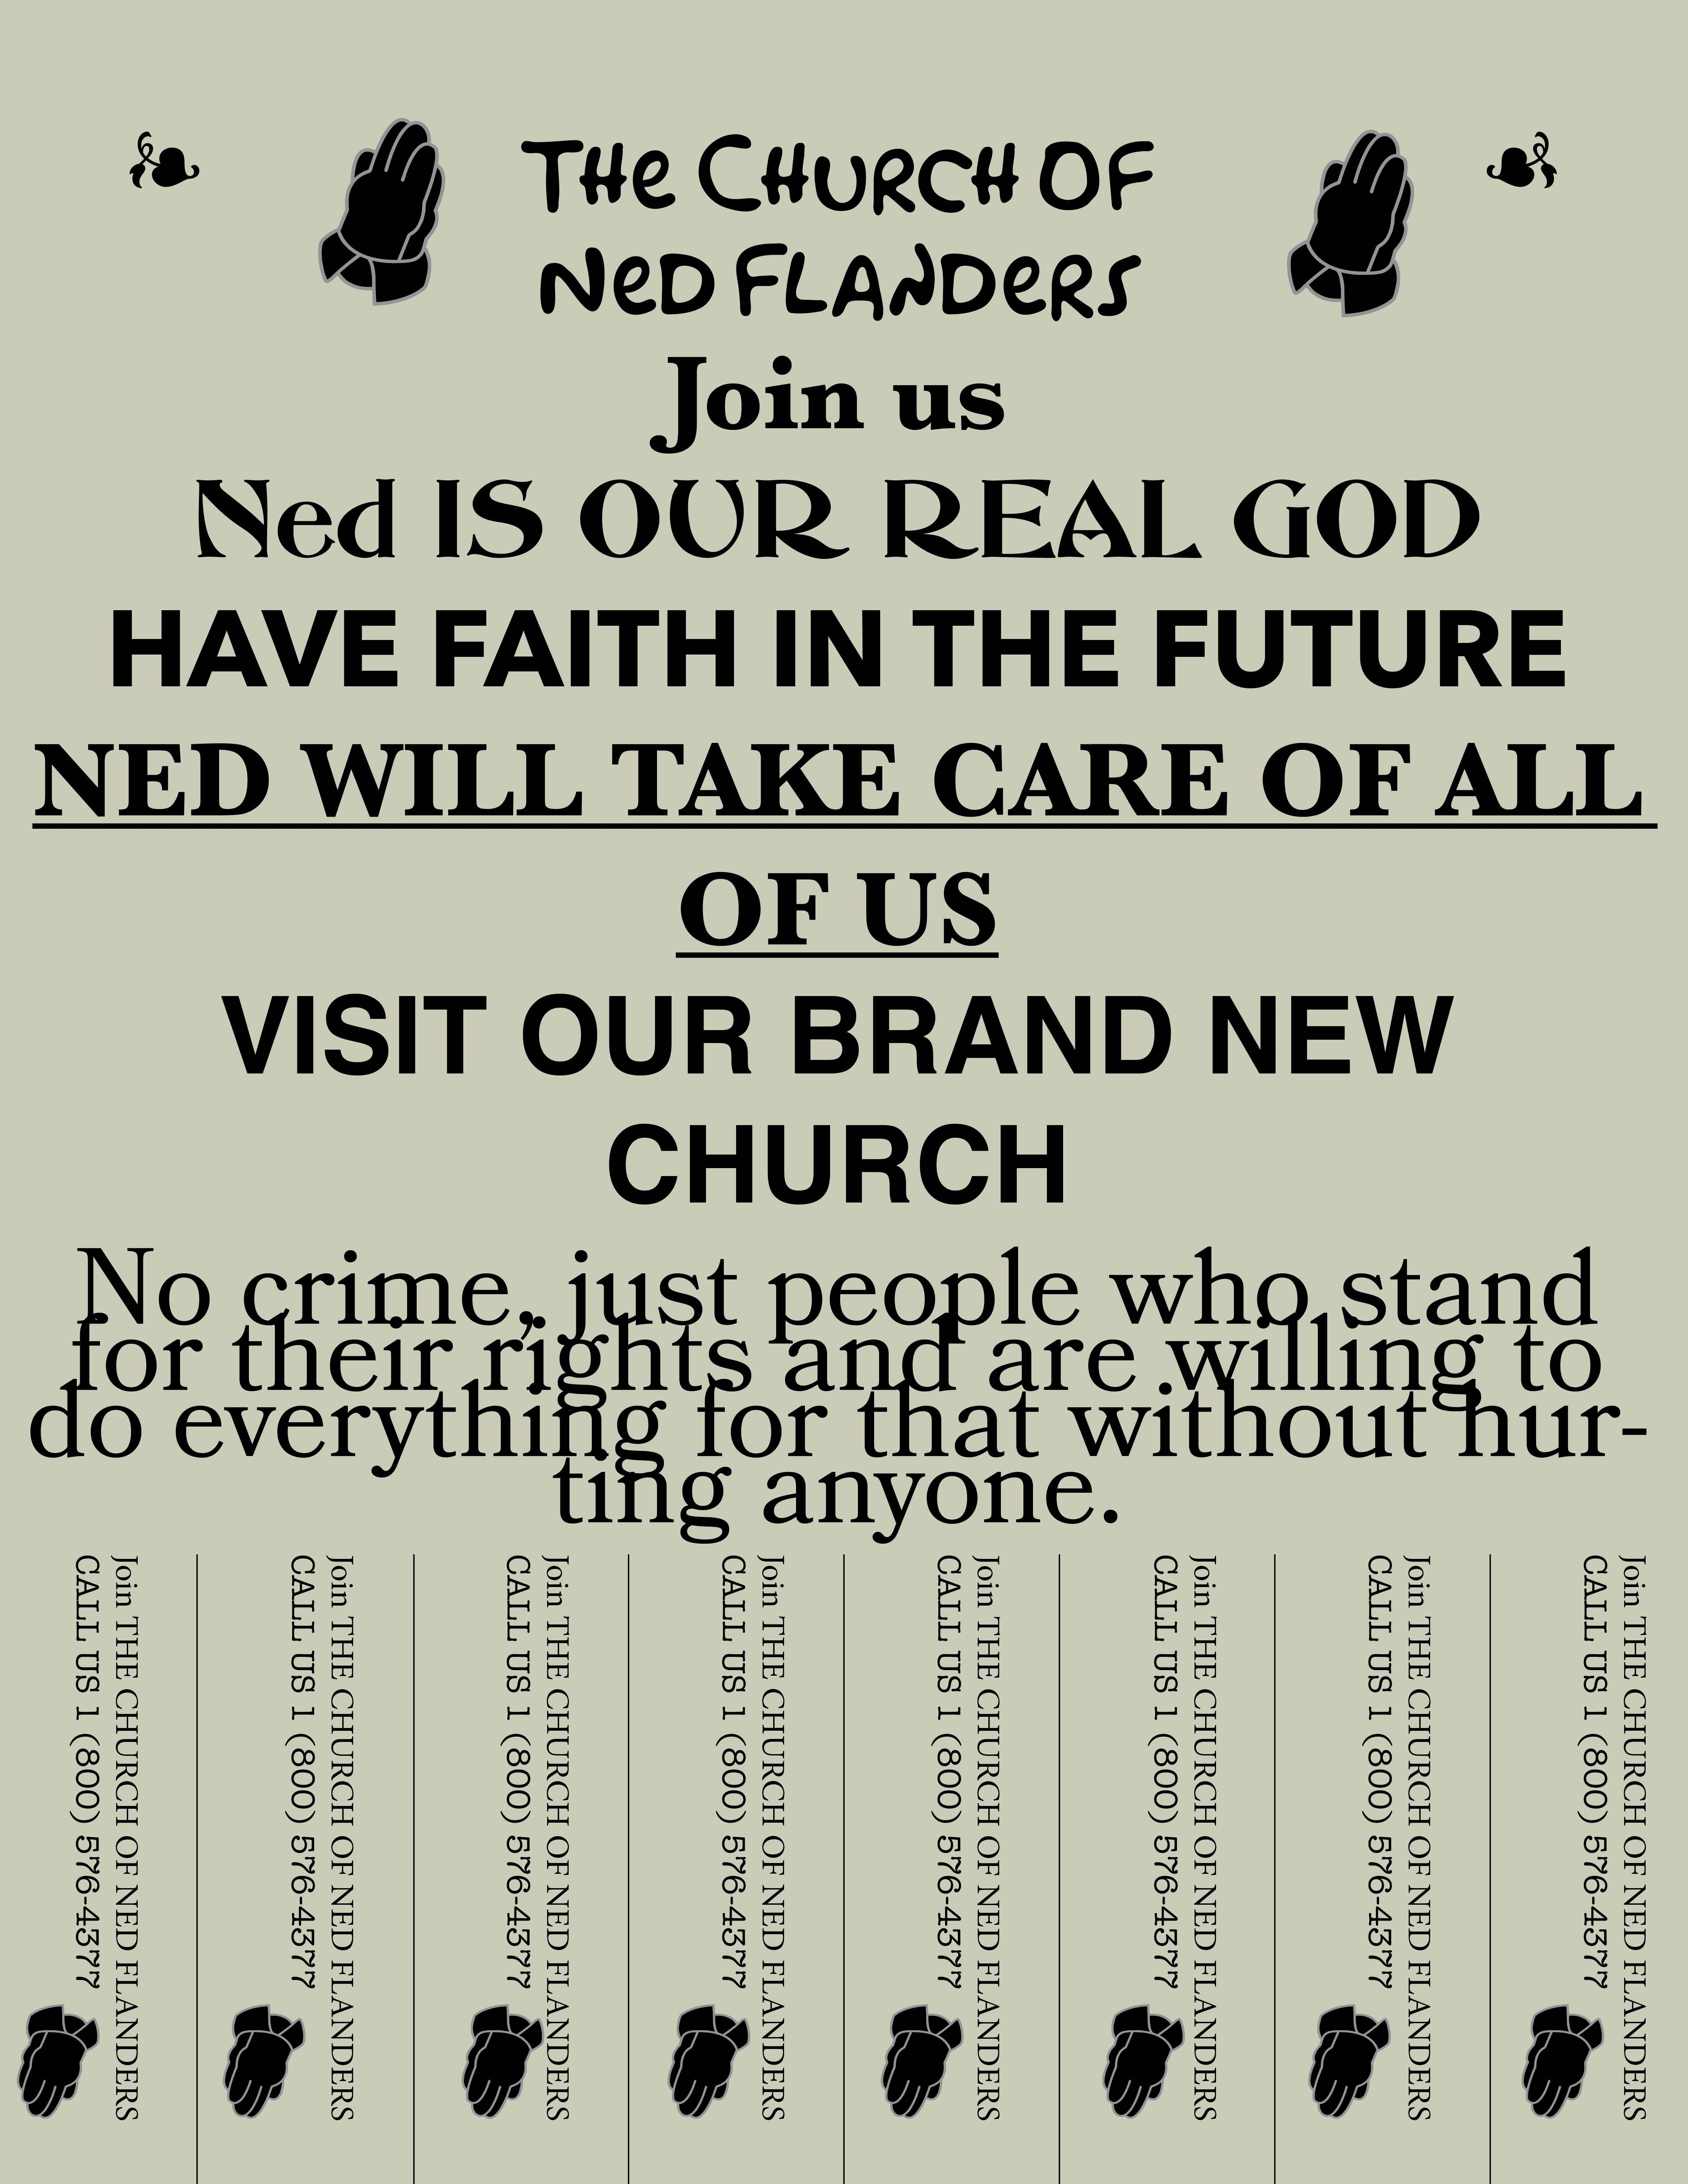 THe CHURCH OF
NeD FLANDeRS
Join us
Ned IS OUR REAL GOD
HAVE FAITH IN THE FUTURE
NED WILL TAKE CARE OF ALL
OF US
VISIT OUR BRAND NEW
CHURCH
No crime, just people who stand
for their rights and are willing to
do everything for that without hur-
ting anyone.
Join THE CHURCH OF NED FLANDERS
CALL US 1 (800) 576-4377
Join THE CHURCH OF NED FLANDERS
CALL US 1 (800) 576-4377
Join THE CHURCH OF NED FLANDERS
CALL US 1 (800) 576-4377
Join THE CHURCH OF NED FLANDERS
CALL US 1 (800) 576-4377
Join THE CHURCH OF NED FLANDERS
CALL US 1 (800) 576-4377
Join THE CHURCH OF NED FLANDERS
CALL US 1 (800) 576-4377
Join THE CHURCH OF NED FLANDERS
CALL US 1 (800) 576-4377
Join THE CHURCH OF NED FLANDERS
CALL US 1 (800) 576-4377